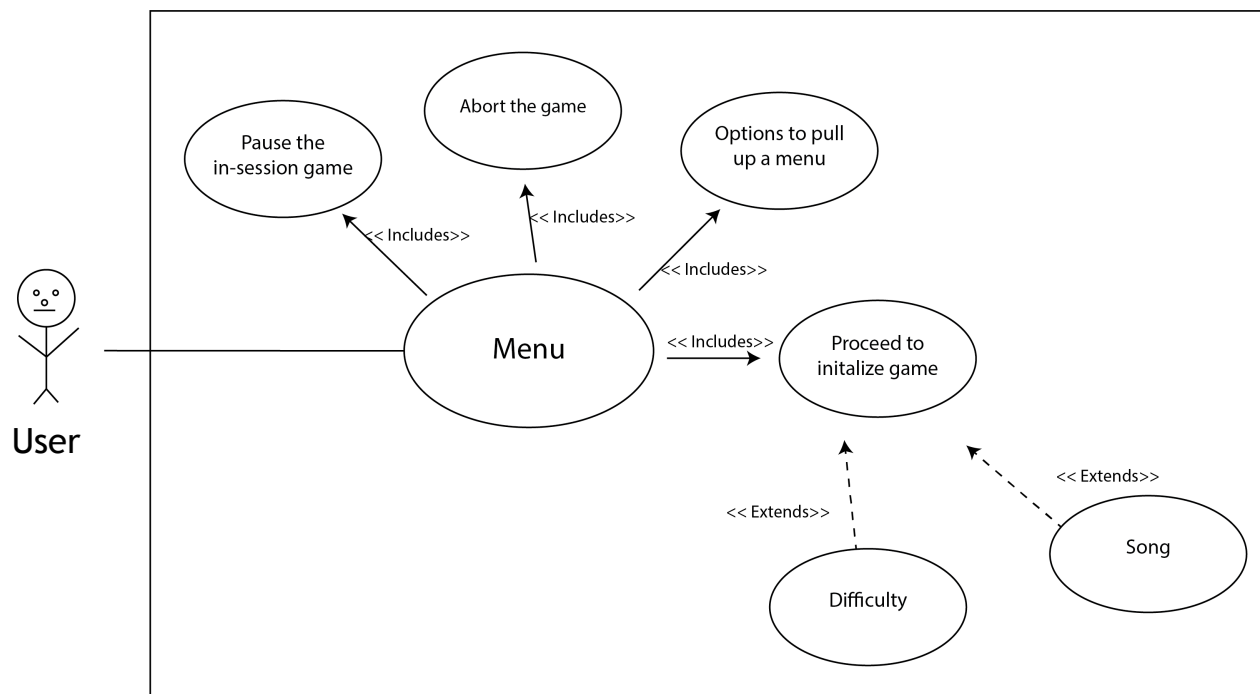 Abort the game
Options to pull
up a menu
Pause the
in-session game
<< Includes>>
<< Includes>>
<< Includes>>
Menu
<< Includes>>
Proceed to
initalize game
User
<< Extends>>
<< Extends>>
Song
Difficulty